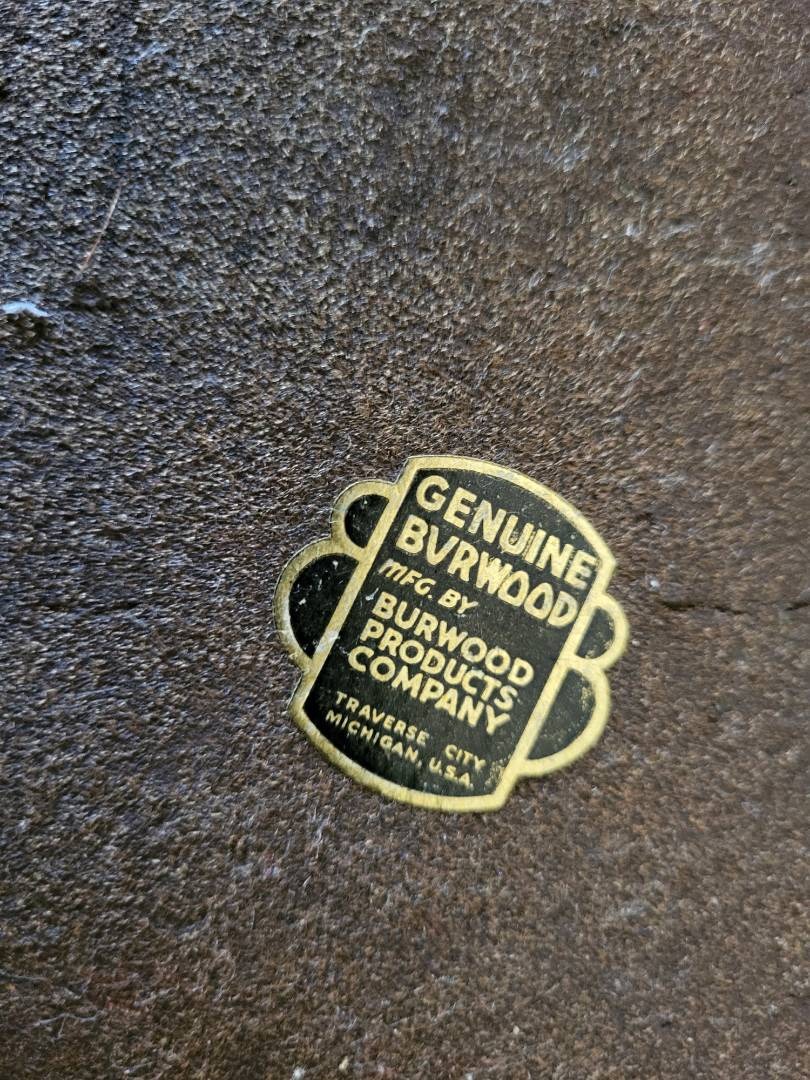 GENUINE
BVRWOOD
MFG. BY
BURWOOD
PRODUCTS
COMPANY
TRAVERSE CITY
MICHIGAN, U.S.A.